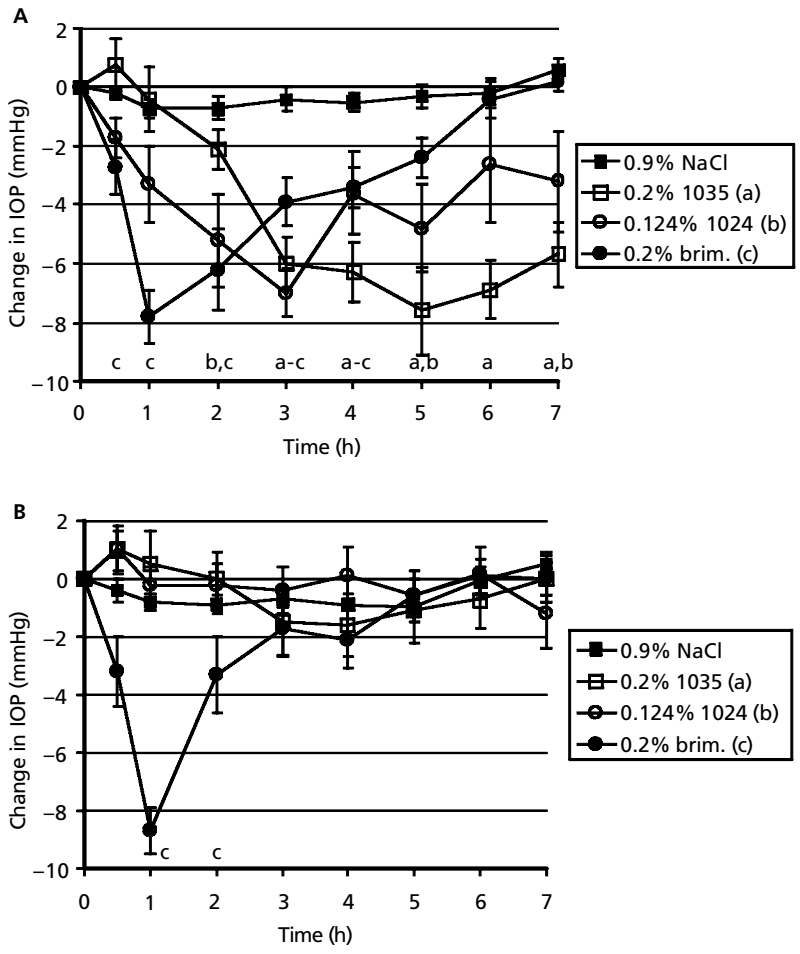 A
2
0
−2
−4
−6
−8
−10
Change in IOP (mmHg)
c c b,c a-c a-c a,b a a,b
0 1 2 3 4 5 6 7
Time (h)
0.9% NaCl
0.2% 1035 (a)
0.124% 1024 (b)
0.2% brim. (c)
B
2
0
−2
−4
−6
−8
−10
Change in IOP (mmHg)
c c
0 1 2 3 4 5 6 7
Time (h)
0.9% NaCl
0.2% 1035 (a)
0.124% 1024 (b)
0.2% brim. (c)